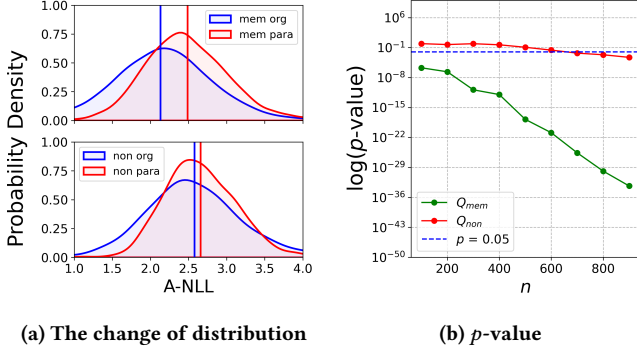 Probability Density
1.00
0.75
0.50
0.25
0.00
mem org
mem para
1.00
0.75
0.50
0.25
0.00
non org
non para
1.0 1.5 2.0 2.5 3.0 3.5 4.0
A-NLL
(a) The change of distribution
log(p-value)
10⁶
10⁻¹
10⁻⁸
10⁻¹⁵
10⁻²²
10⁻²⁹
10⁻³⁶
10⁻⁴³
10⁻⁵⁰
Q_mem
Q_non
p = 0.05
200 400 600 800
n
(b) p-value